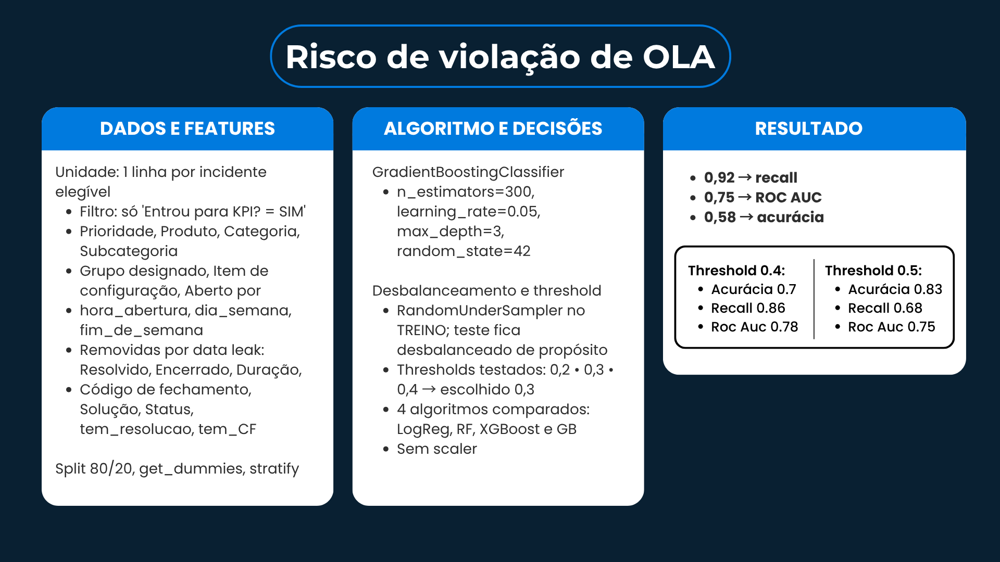 Risco de violação de OLA
DADOS E FEATURES
Unidade: 1 linha por incidente
elegível
• Filtro: só 'Entrou para KPI? = SIM'
• Prioridade, Produto, Categoria,
Subcategoria
• Grupo designado, Item de
configuração, Aberto por
• hora_abertura, dia_semana,
fim_de_semana
• Removidas por data leak:
Resolvido, Encerrado, Duração,
• Código de fechamento,
Solução, Status,
tem_resolucao, tem_CF
Split 80/20, get_dummies, stratify
ALGORITMO E DECISÕES
GradientBoostingClassifier
• n_estimators=300,
learning_rate=0.05,
max_depth=3,
random_state=42
Desbalanceamento e threshold
• RandomUnderSampler no
TREINO; teste fica
desbalanceado de propósito
• Thresholds testados: 0,2 • 0,3 •
0,4 → escolhido 0,3
• 4 algoritmos comparados:
LogReg, RF, XGBoost e GB
• Sem scaler
RESULTADO
• 0,92 → recall
• 0,75 → ROC AUC
• 0,58 → acurácia
Threshold 0.4:
• Acurácia 0.7
• Recall 0.86
• Roc Auc 0.78
Threshold 0.5:
• Acurácia 0.83
• Recall 0.68
• Roc Auc 0.75